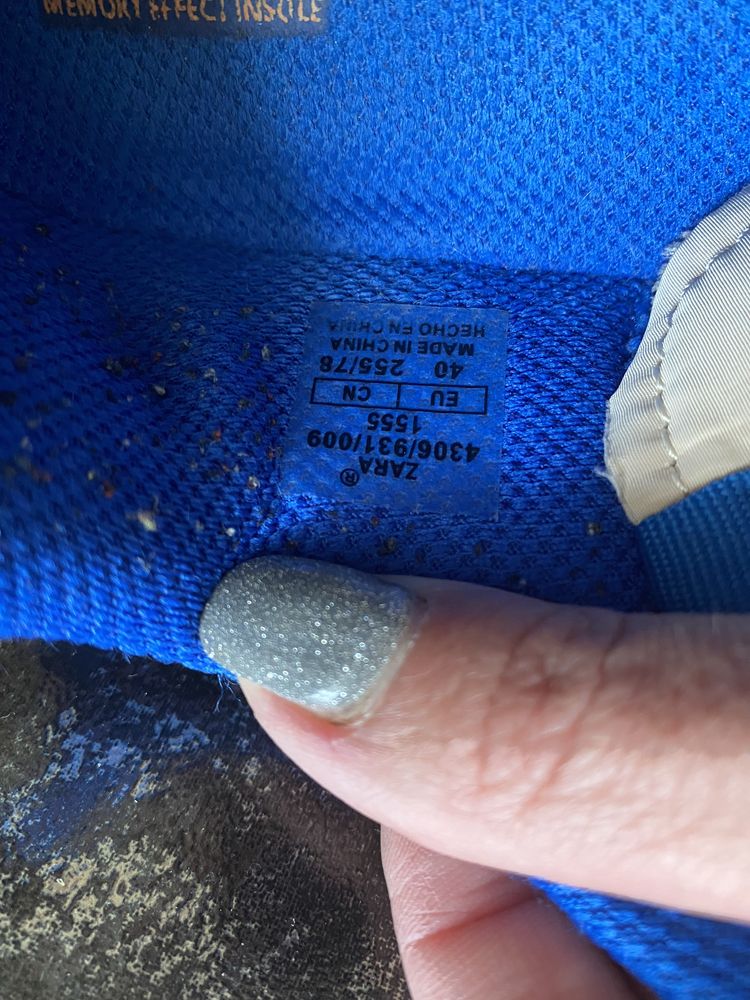 MEMORY EFFECT INSOLE
ZARA®
4306/931/009
1555
EU CN
40 255/78
MADE IN CHINA
HECHO EN CHINA